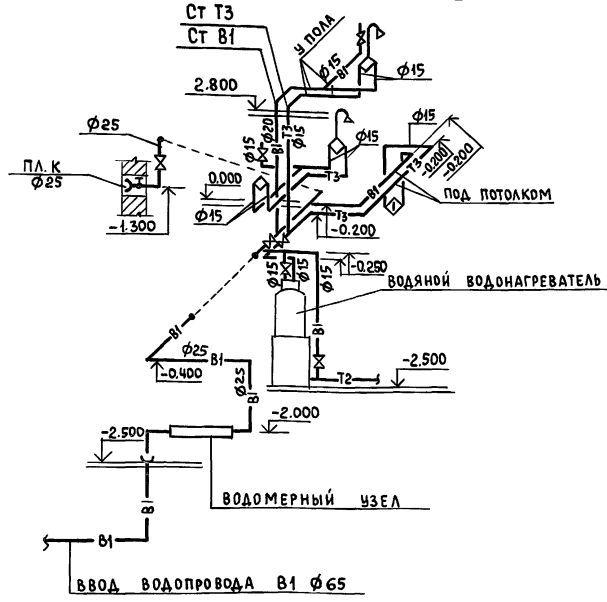 Ст Т3
Ст В1
У ПОЛА
Ø15
В1
Ø15
2.800
Ø25
Ø20
В1
Т3
Ø15
Ø15
Ø15
Ø15
ПЛ. К
Ø25
0.000
Т3
В1
Т3
-0.200
-0.200
ПОД ПОТОЛКОМ
Ø15
-1.300
Т3
-0.200
Ø15
Ø15
Ø15
-0.250
ВОДЯНОЙ ВОДОНАГРЕВАТЕЛЬ
В1
В1
Ø25
В1
-0.400
Ø25
В1
Т2
-2.500
-2.000
-2.500
ВОДОМЕРНЫЙ УЗЕЛ
В1
В1
ВВОД ВОДОПРОВОДА В1 Ø65